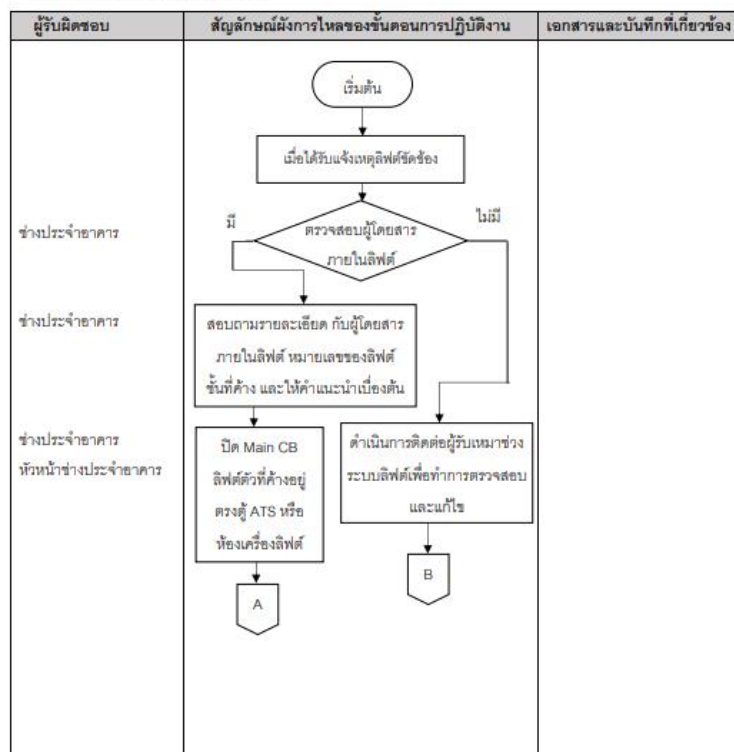 ผู้รับผิดชอบ
สัญลักษณ์ผังการไหลของขั้นตอนการปฏิบัติงาน
เอกสารและบันทึกที่เกี่ยวข้อง
เริ่มต้น
เมื่อได้รับแจ้งเหตุลิฟต์ขัดข้อง
ช่างประจำอาคาร
มี
ตรวจสอบผู้โดยสาร
ภายในลิฟต์
ไม่มี
ช่างประจำอาคาร
สอบถามรายละเอียด กับผู้โดยสาร
ภายในลิฟต์ หมายเลขของลิฟต์
ชั้นที่ค้าง และให้คำแนะนำเบื่องต้น
ช่างประจำอาคาร
หัวหน้าช่างประจำอาคาร
ปิด Main CB
ลิฟต์ตัวที่ค้างอยู่
ตรงตู้ ATS หรือ
ห้องเครื่องลิฟต์
ดำเนินการติดต่อผู้รับเหมาช่วง
ระบบลิฟต์เพื่อทำการตรวจสอบ
และแก้ไข
A
B